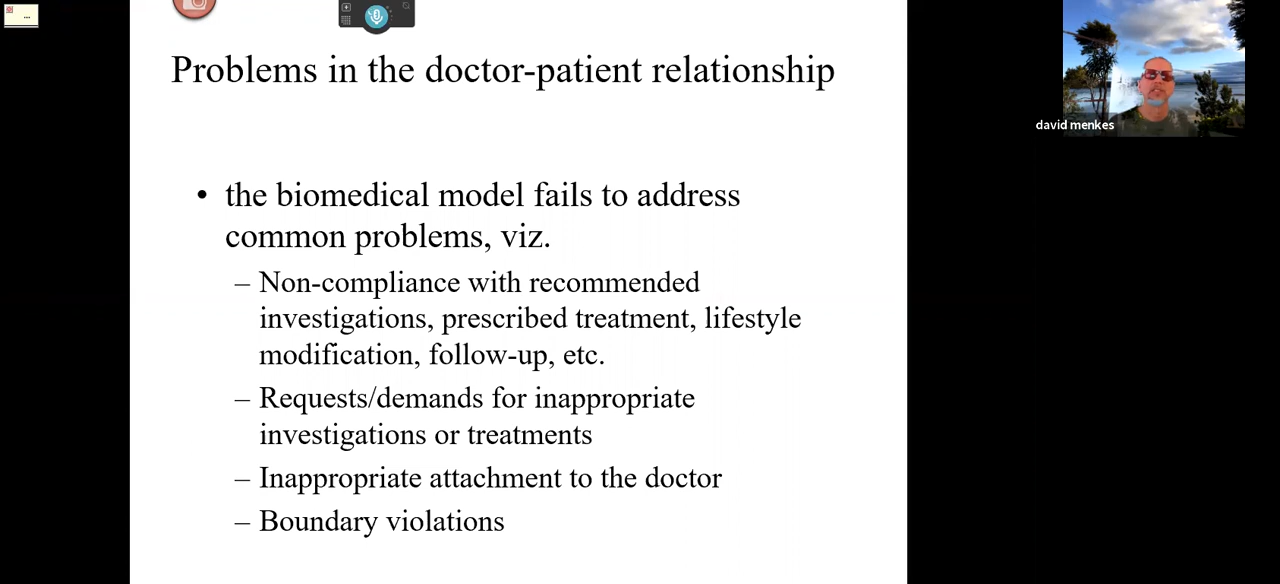 Problems in the doctor-patient relationship
david menkes
• the biomedical model fails to address
common problems, viz.
– Non-compliance with recommended
investigations, prescribed treatment, lifestyle
modification, follow-up, etc.
– Requests/demands for inappropriate
investigations or treatments
– Inappropriate attachment to the doctor
– Boundary violations